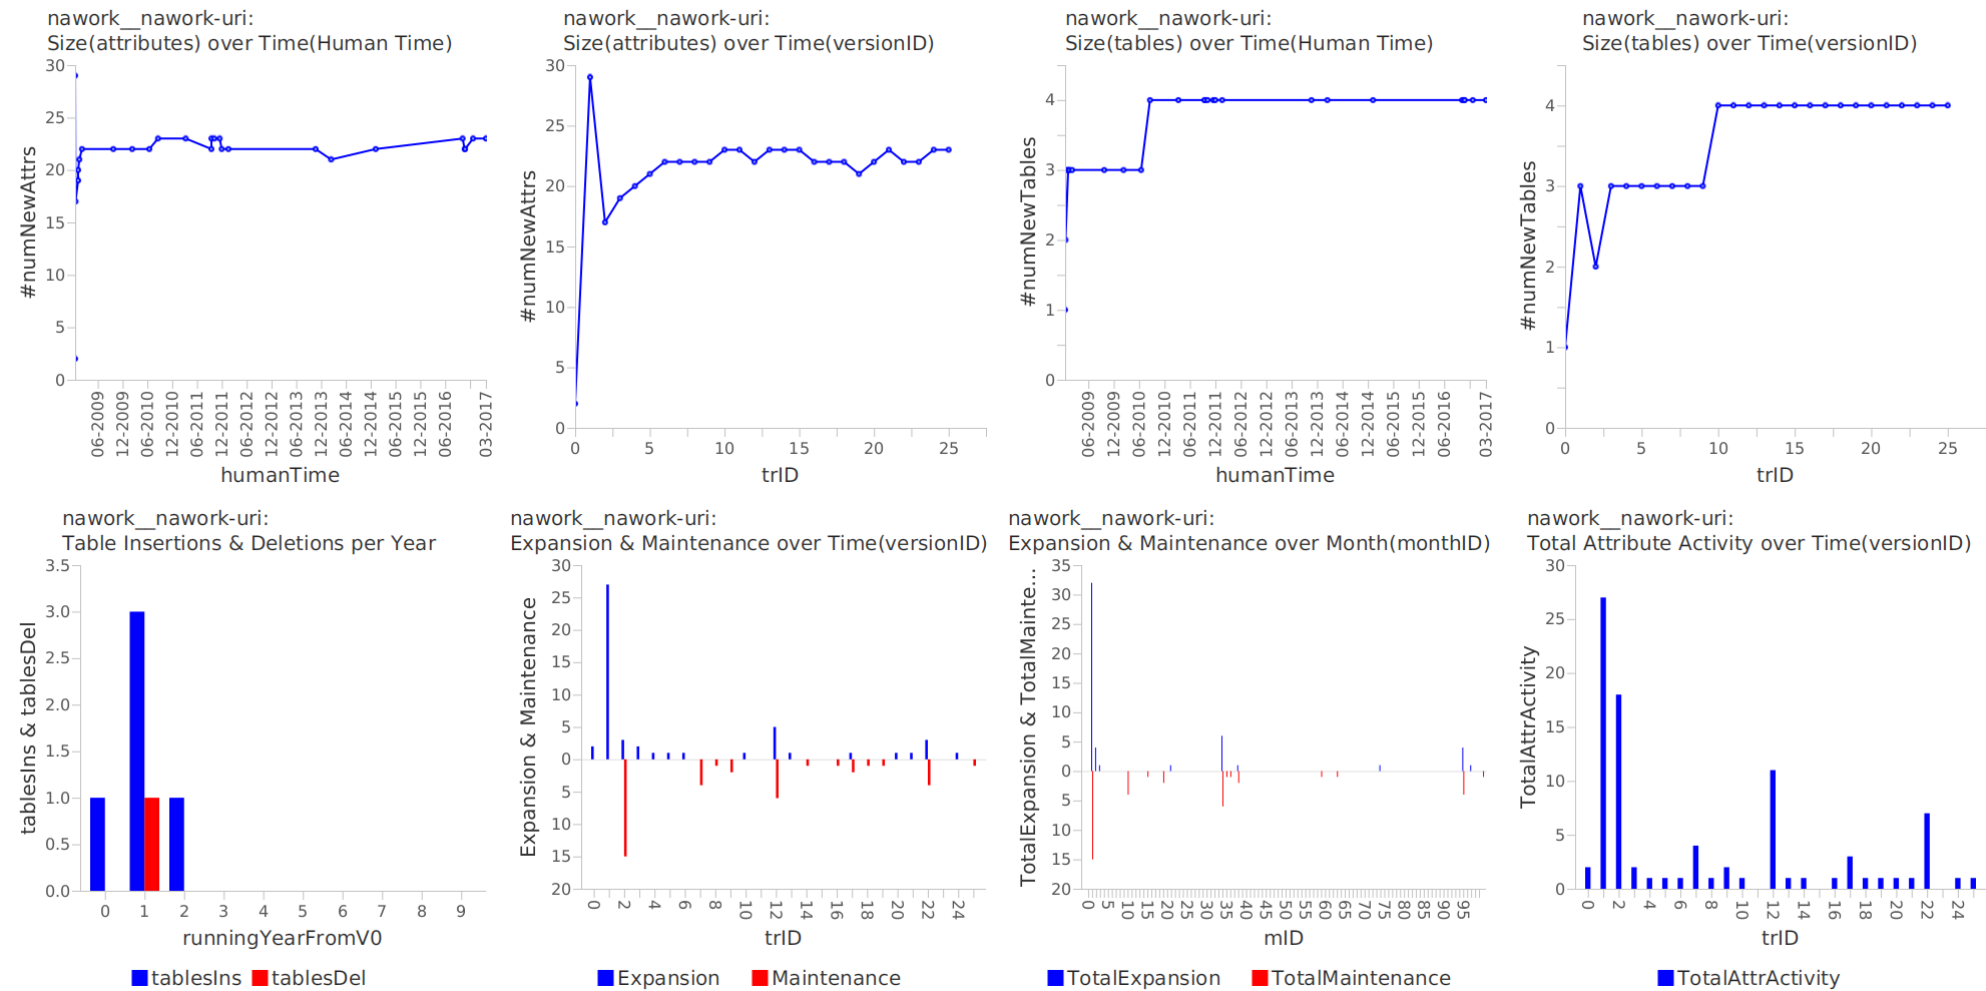 nawork__nawork-uri:
Size(attributes) over Time(Human Time)
30
25
20
15
10
5
0
#numNewAttrs
06-2009
12-2009
06-2010
12-2010
06-2011
12-2011
06-2012
12-2012
06-2013
12-2013
06-2014
12-2014
06-2015
12-2015
06-2016
03-2017
humanTime
nawork__nawork-uri:
Size(attributes) over Time(versionID)
30
25
20
15
10
5
0
#numNewAttrs
0 5 10 15 20 25
trID
nawork__nawork-uri:
Size(tables) over Time(Human Time)
4
3
2
1
0
#numNewTables
06-2009
12-2009
06-2010
12-2010
06-2011
12-2011
06-2012
12-2012
06-2013
12-2013
06-2014
12-2014
06-2015
12-2015
06-2016
03-2017
humanTime
nawork__nawork-uri:
Size(tables) over Time(versionID)
4
3
2
1
0
#numNewTables
0 5 10 15 20 25
trID
nawork__nawork-uri:
Table Insertions & Deletions per Year
3.5
3.0
2.5
2.0
1.5
1.0
0.5
0.0
tablesIns & tablesDel
0 1 2 3 4 5 6 7 8 9
runningYearFromV0
tablesIns tablesDel
nawork__nawork-uri:
Expansion & Maintenance over Time(versionID)
30
25
20
15
10
5
0
5
10
15
20
Expansion & Maintenance
0 2 4 6 8 10 12 14 16 18 20 22 24
trID
Expansion Maintenance
nawork__nawork-uri:
Expansion & Maintenance over Month(monthID)
35
30
25
20
15
10
5
0
5
10
15
20
TotalExpansion & TotalMainte...
0 5 10 15 20 25 30 35 40 45 50 55 60 65 70 75 80 85 90 95
mID
TotalExpansion TotalMaintenance
nawork__nawork-uri:
Total Attribute Activity over Time(versionID)
30
25
20
15
10
5
0
TotalAttrActivity
0 2 4 6 8 10 12 14 16 18 20 22 24
trID
TotalAttrActivity